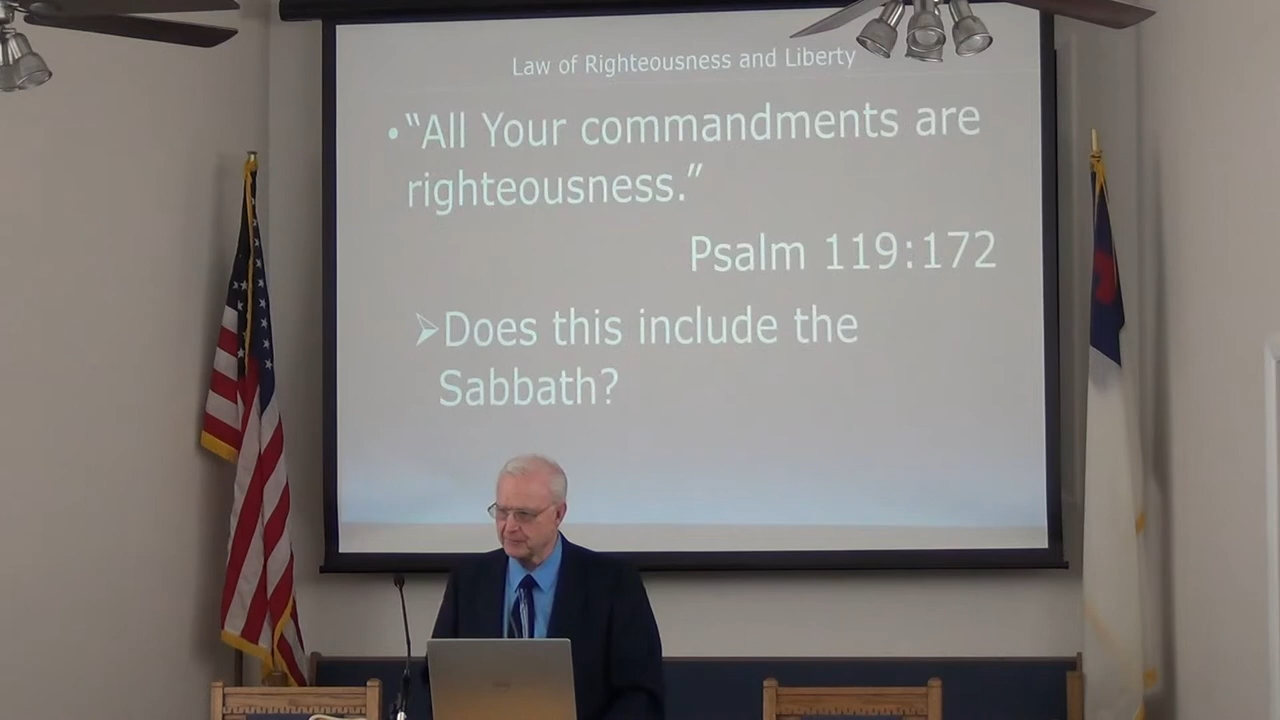 Law of Righteousness and Liberty
•“All Your commandments are
righteousness.”
Psalm 119:172
➢Does this include the
Sabbath?